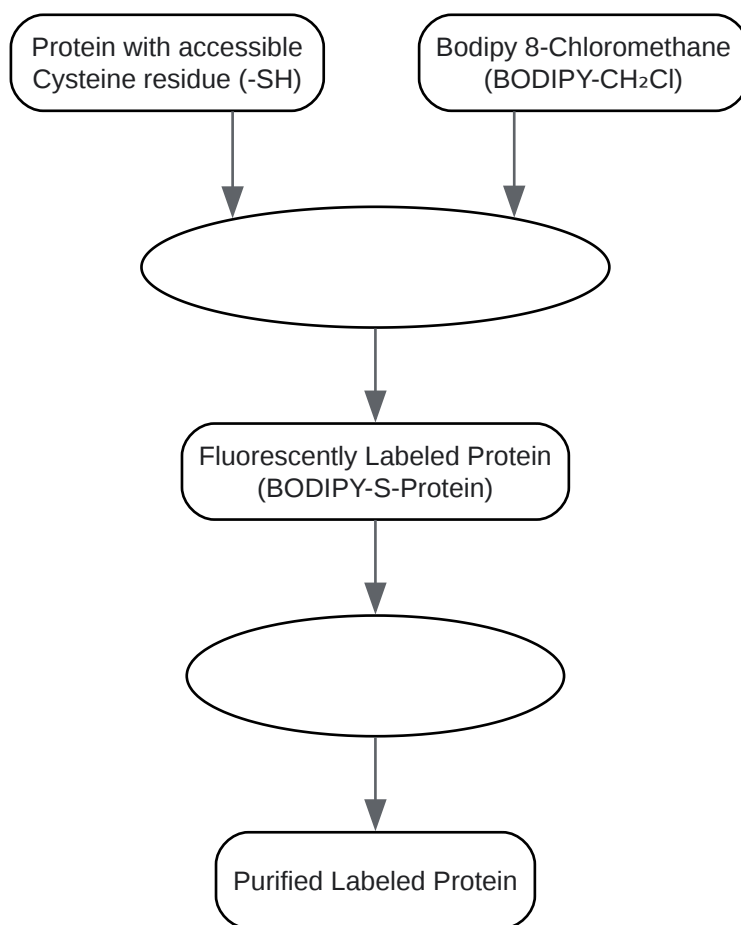 Protein with accessible
Cysteine residue (-SH)
Bodipy 8-Chloromethane
(BODIPY-CH₂Cl)
Fluorescently Labeled Protein
(BODIPY-S-Protein)
Purified Labeled Protein